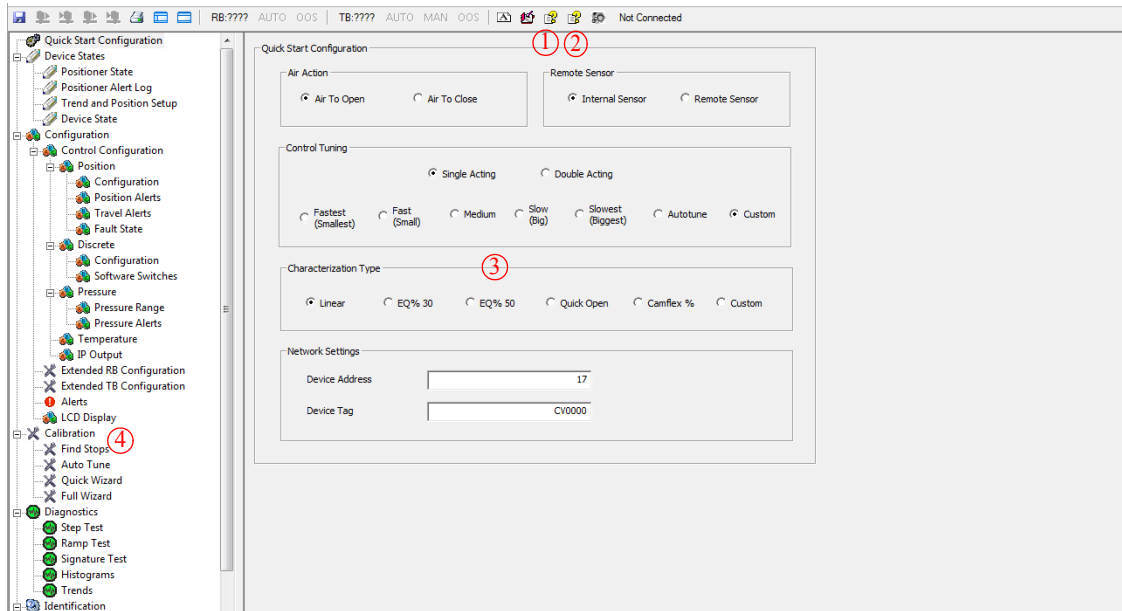 RB:???? AUTO OOS TB:???? AUTO MAN OOS A Not Connected
1 2
Quick Start Configuration
Device States
Positioner State
Positioner Alert Log
Trend and Position Setup
Device State
Configuration
Control Configuration
Position
Configuration
Position Alerts
Travel Alerts
Fault State
Discrete
Configuration
Software Switches
Pressure
Pressure Range
Pressure Alerts
Temperature
IP Output
Extended RB Configuration
Extended TB Configuration
Alerts
LCD Display
Calibration
4
Find Stops
Auto Tune
Quick Wizard
Full Wizard
Diagnostics
Step Test
Ramp Test
Signature Test
Histograms
Trends
Identification
Quick Start Configuration
Air Action
Air To Open Air To Close
Remote Sensor
Internal Sensor Remote Sensor
Control Tuning
Single Acting Double Acting
Fastest
(Smallest)
Fast
(Small)
Medium
Slow
(Big)
Slowest
(Biggest)
Autotune
Custom
3
Characterization Type
Linear EQ% 30 EQ% 50 Quick Open Camflex % Custom
Network Settings
Device Address 17
Device Tag CV0000